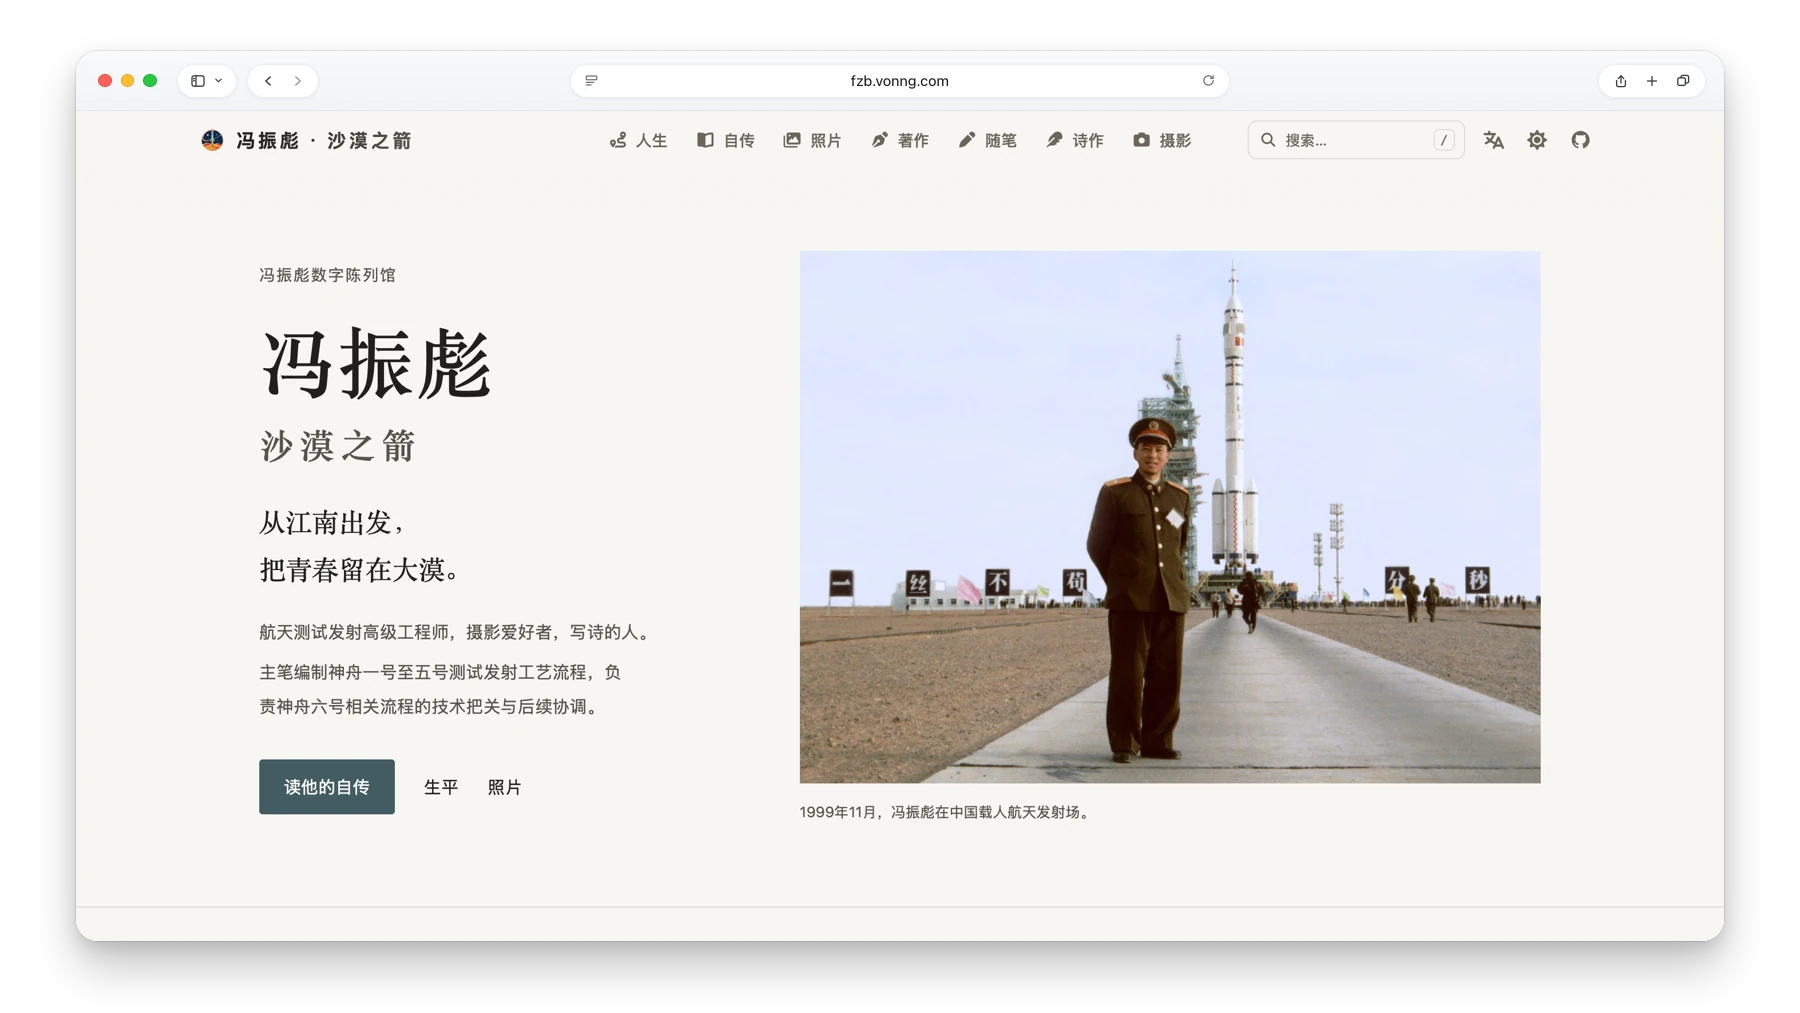 fzb.vonng.com
冯振彪 · 沙漠之箭
人生 自传 照片 著作 随笔 诗作 摄影 搜索... /
冯振彪数字陈列馆
冯振彪
沙漠之箭
从江南出发，
把青春留在大漠。
航天测试发射高级工程师，摄影爱好者，写诗的人。
主笔编制神舟一号至五号测试发射工艺流程，负
责神舟六号相关流程的技术把关与后续协调。
读他的自传 生平 照片
一 丝 不 苟 分 秒
1999年11月，冯振彪在中国载人航天发射场。